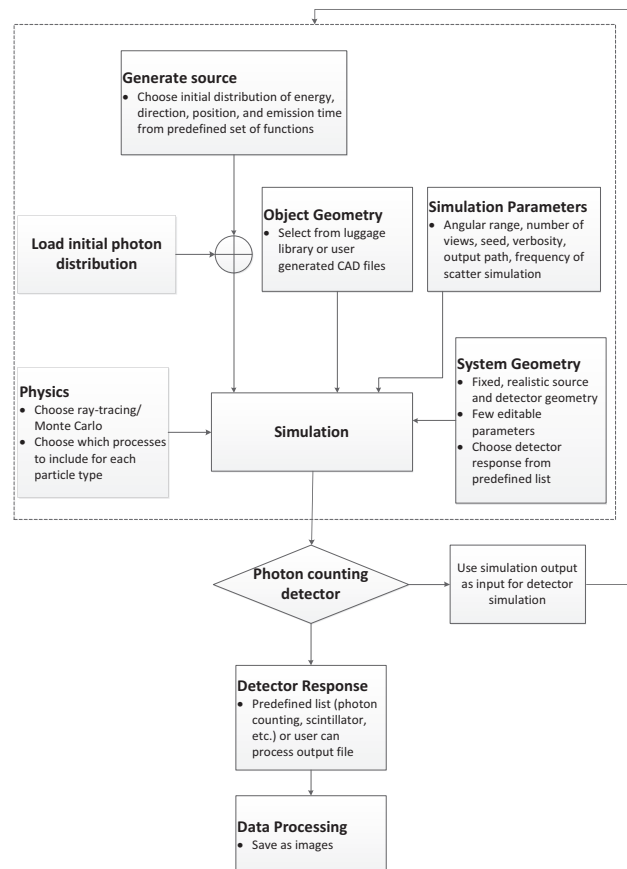 Generate source
• Choose initial distribution of energy,
direction, position, and emission time
from predefined set of functions
Load initial photon
distribution
Object Geometry
• Select from luggage
library or user
generated CAD files
Simulation Parameters
• Angular range, number of
views, seed, verbosity,
output path, frequency of
scatter simulation
Physics
• Choose ray-tracing/
Monte Carlo
• Choose which processes
to include for each
particle type
Simulation
System Geometry
• Fixed, realistic source
and detector geometry
• Few editable
parameters
• Choose detector
response from
predefined list
Photon counting
detector
Use simulation output
as input for detector
simulation
Detector Response
• Predefined list (photon
counting, scintillator,
etc.) or user can
process output file
Data Processing
• Save as images